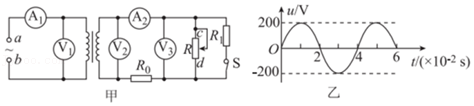 A₁
A₂
a
~
b
V₁
V₂
V₃
R
c
d
R₁
S
R₀
甲
u/V
200
O
-200
2
4
6
t/(×10⁻² s)
乙